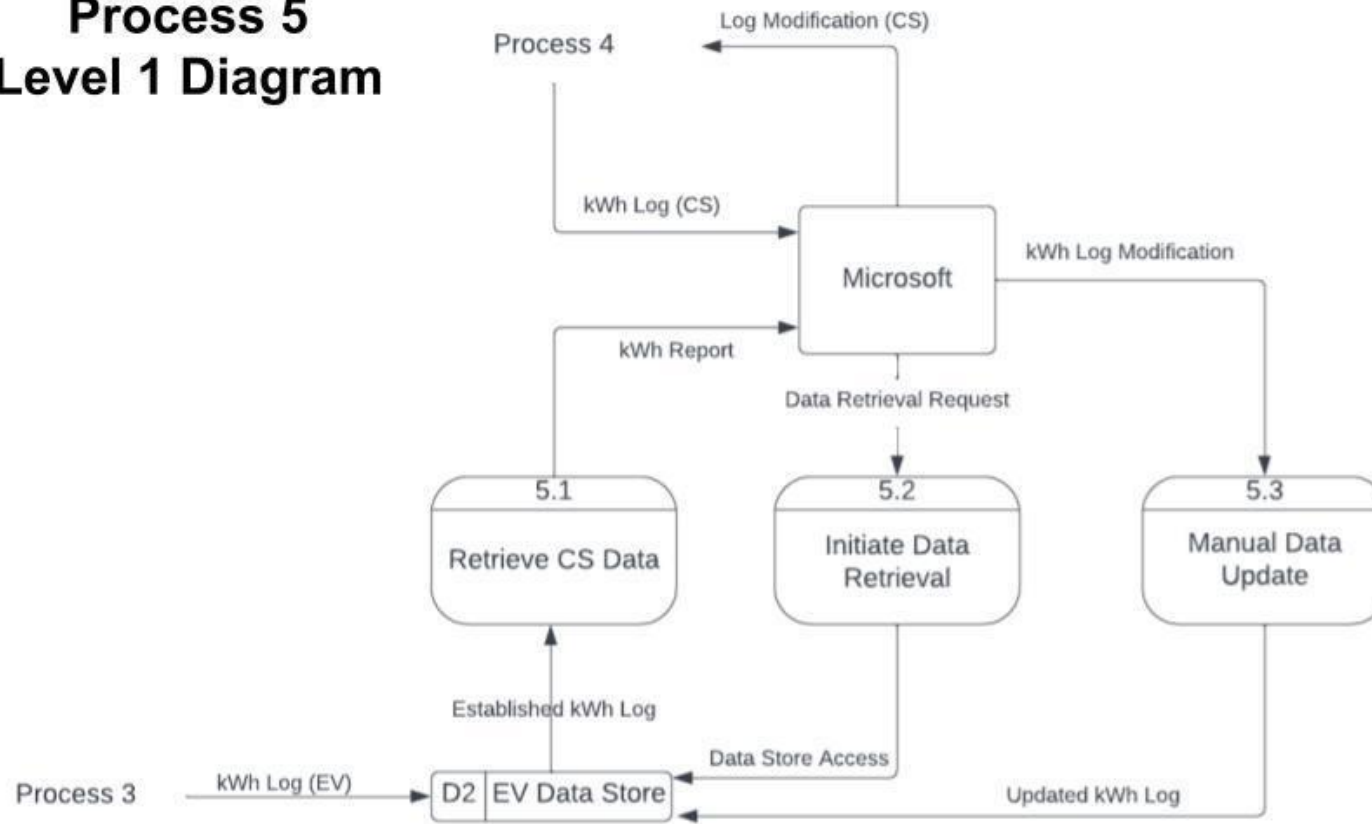 Process 5
Level 1 Diagram
Log Modification (CS)
Process 4
kWh Log (CS)
kWh Log Modification
Microsoft
kWh Report
Data Retrieval Request
5.1
Retrieve CS Data
5.2
Initiate Data
Retrieval
5.3
Manual Data
Update
Established kWh Log
Data Store Access
Process 3
kWh Log (EV)
D2 EV Data Store
Updated kWh Log